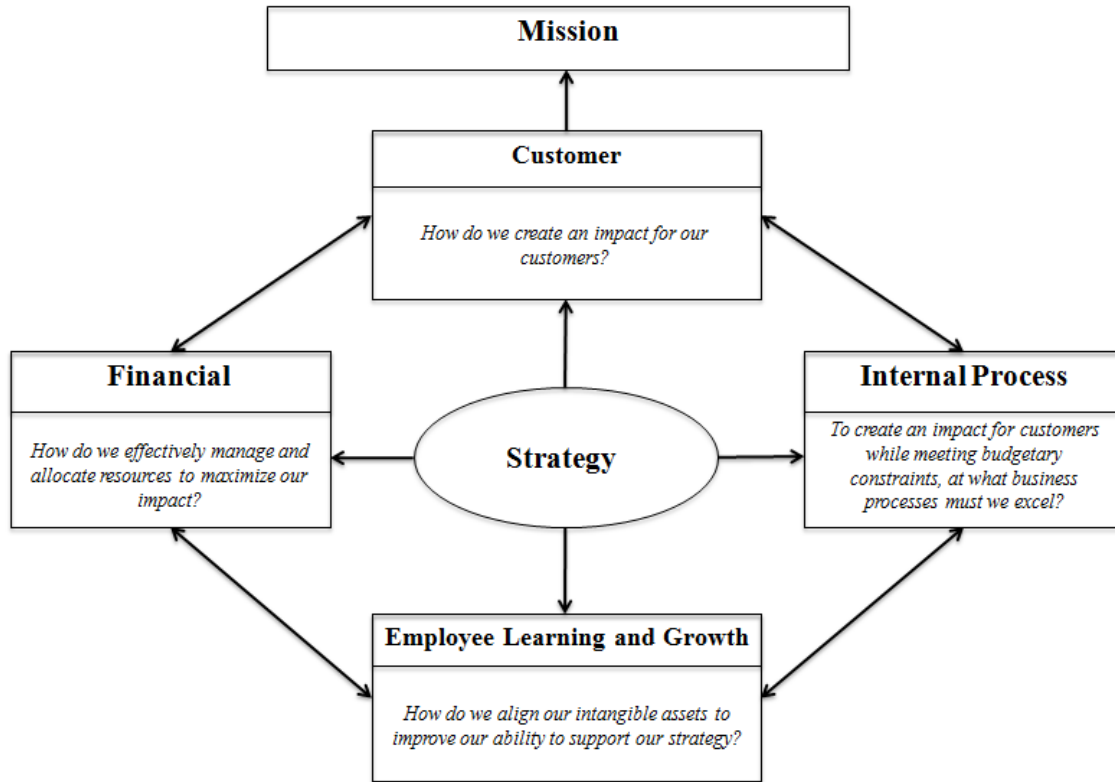 Mission
Customer
How do we create an impact for our
customers?
Financial
How do we effectively manage and
allocate resources to maximize our
impact?
Strategy
Internal Process
To create an impact for customers
while meeting budgetary
constraints, at what business
processes must we excel?
Employee Learning and Growth
How do we align our intangible assets to
improve our ability to support our strategy?